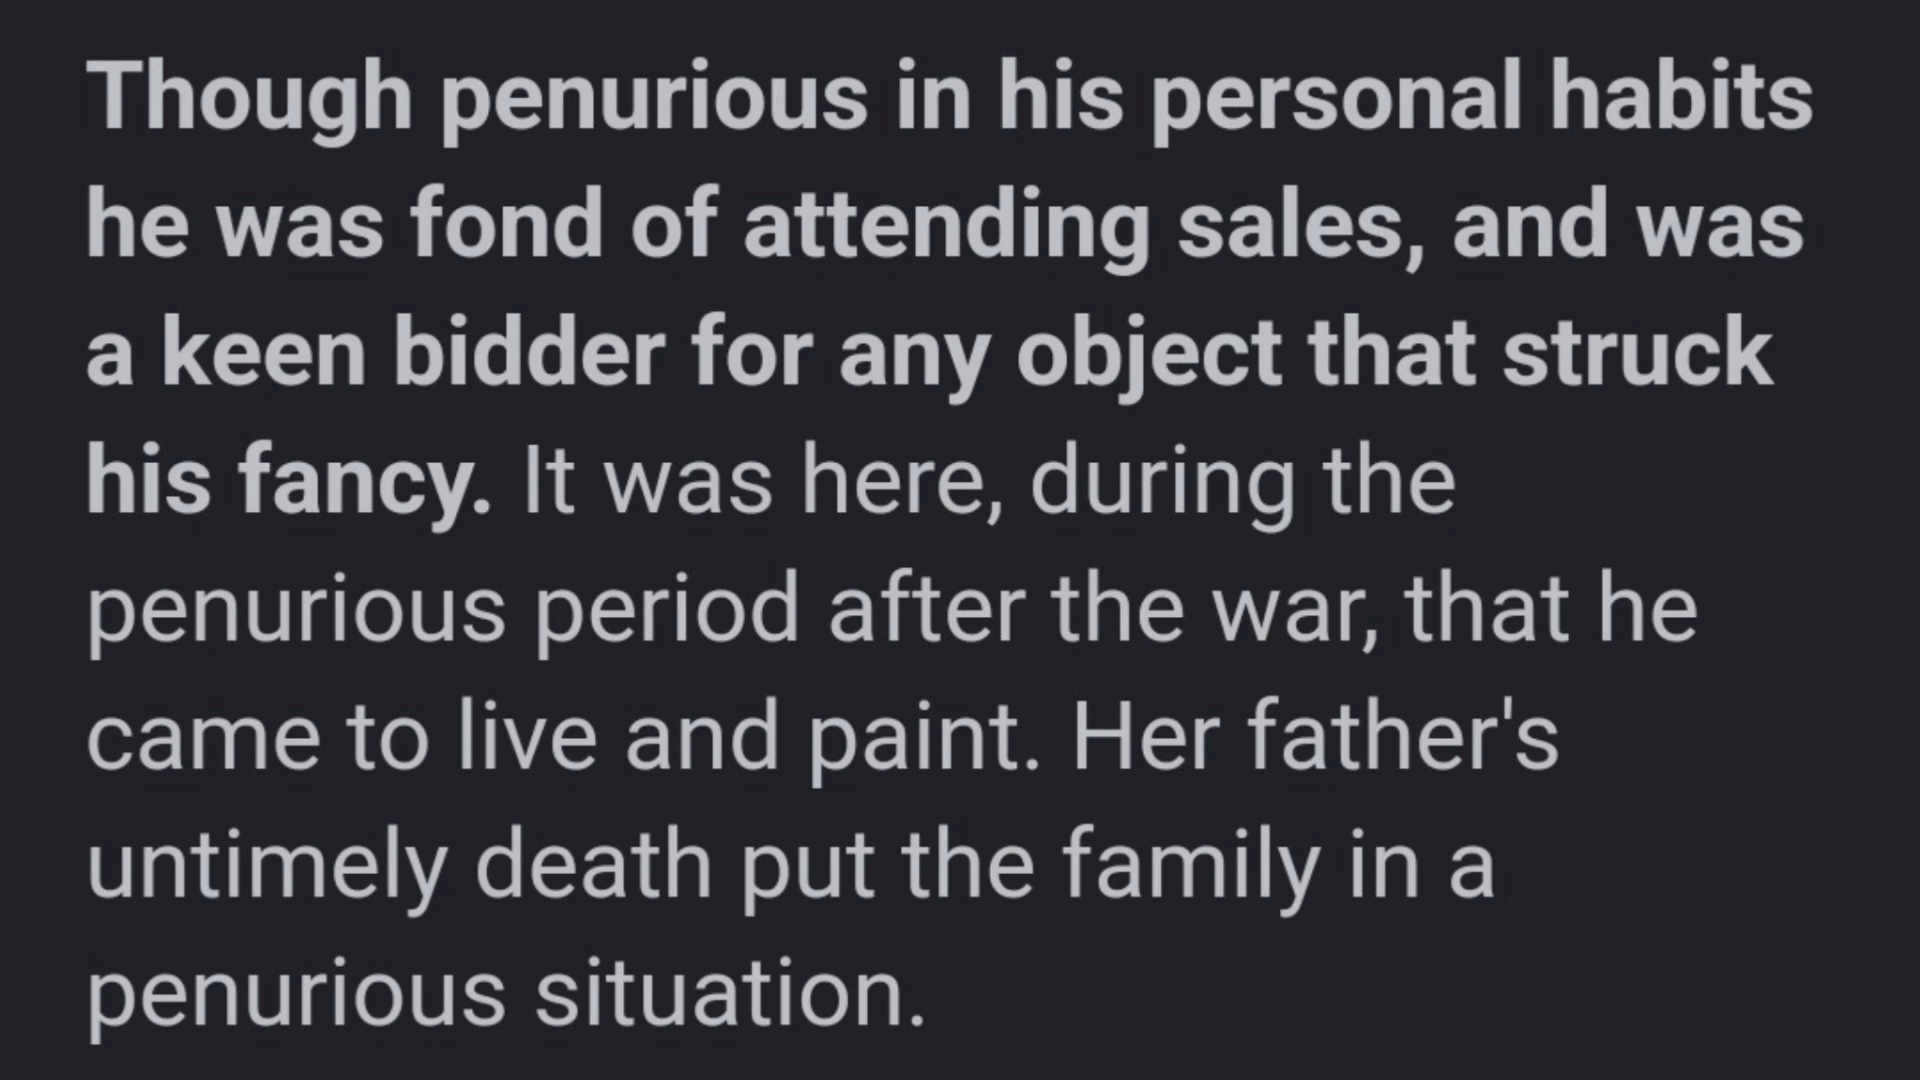 Though penurious in his personal habits
he was fond of attending sales, and was
a keen bidder for any object that struck
his fancy. It was here, during the
penurious period after the war, that he
came to live and paint. Her father's
untimely death put the family in a
penurious situation.